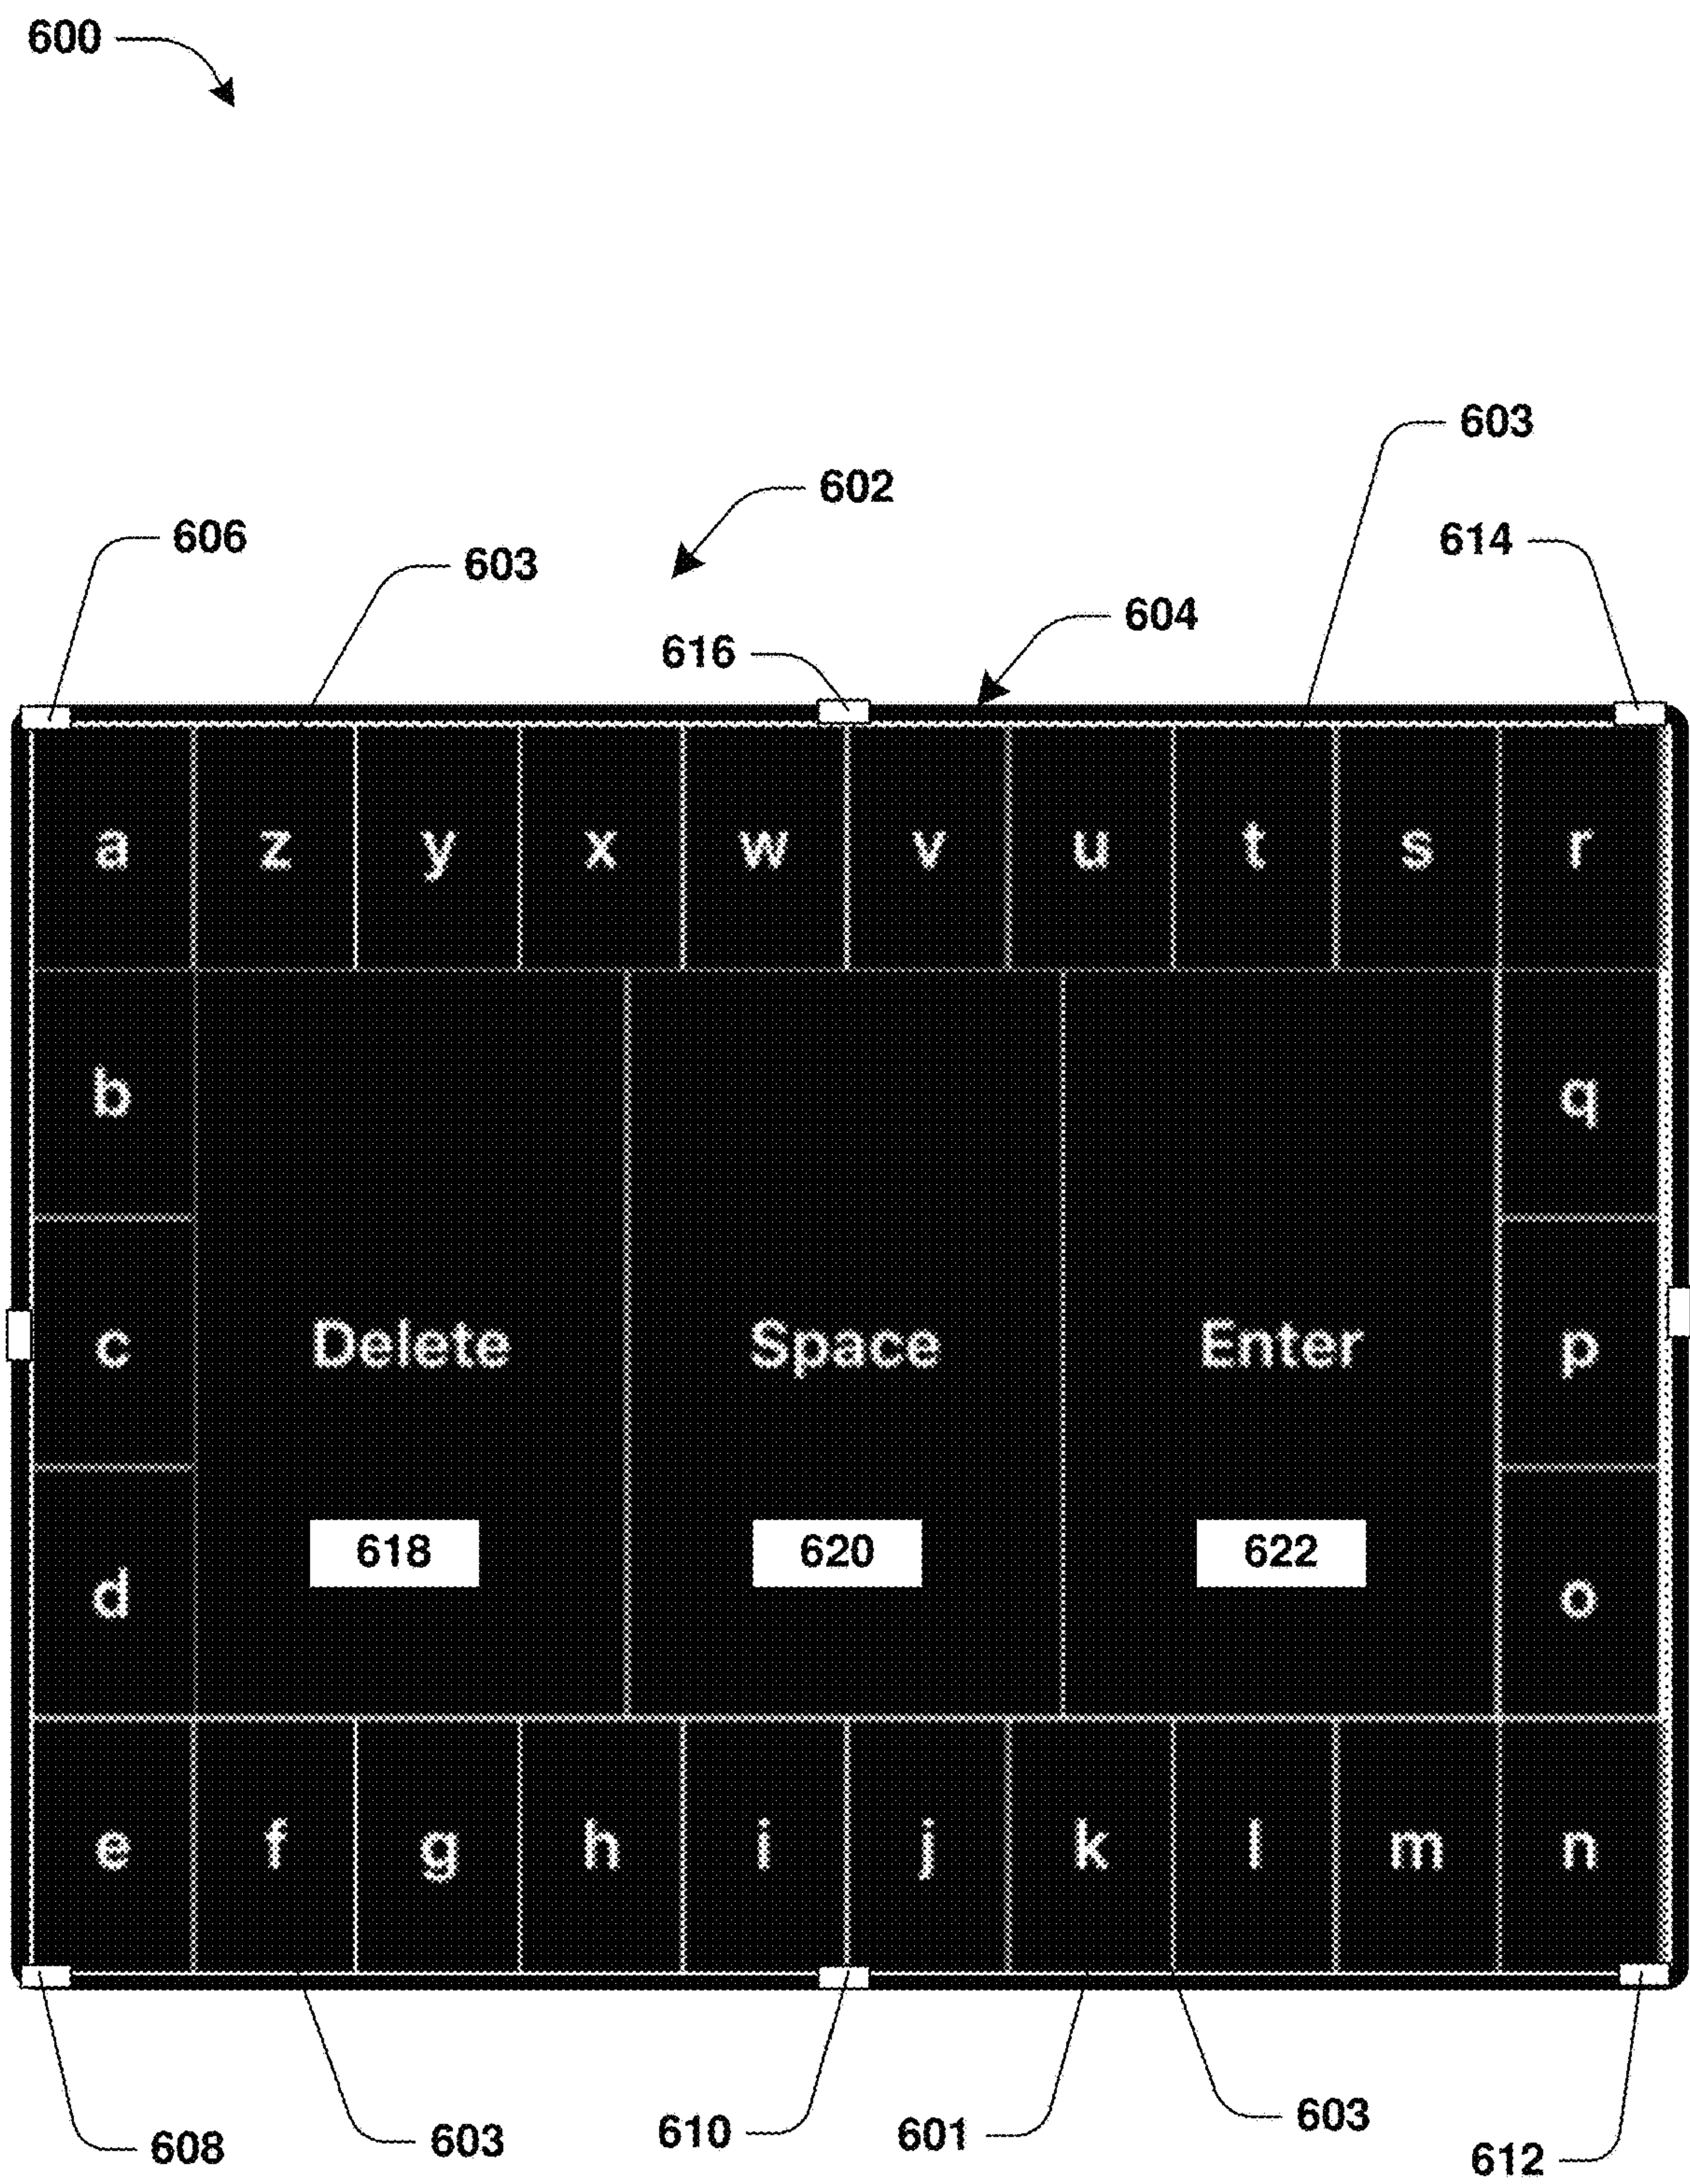 600
603
602
606
614
603
604
616
a z y x w v u t s r
b q
c Delete Space Enter p
618 620 622
d o
e f g h i j k l m n
603
610 601
608 603 612